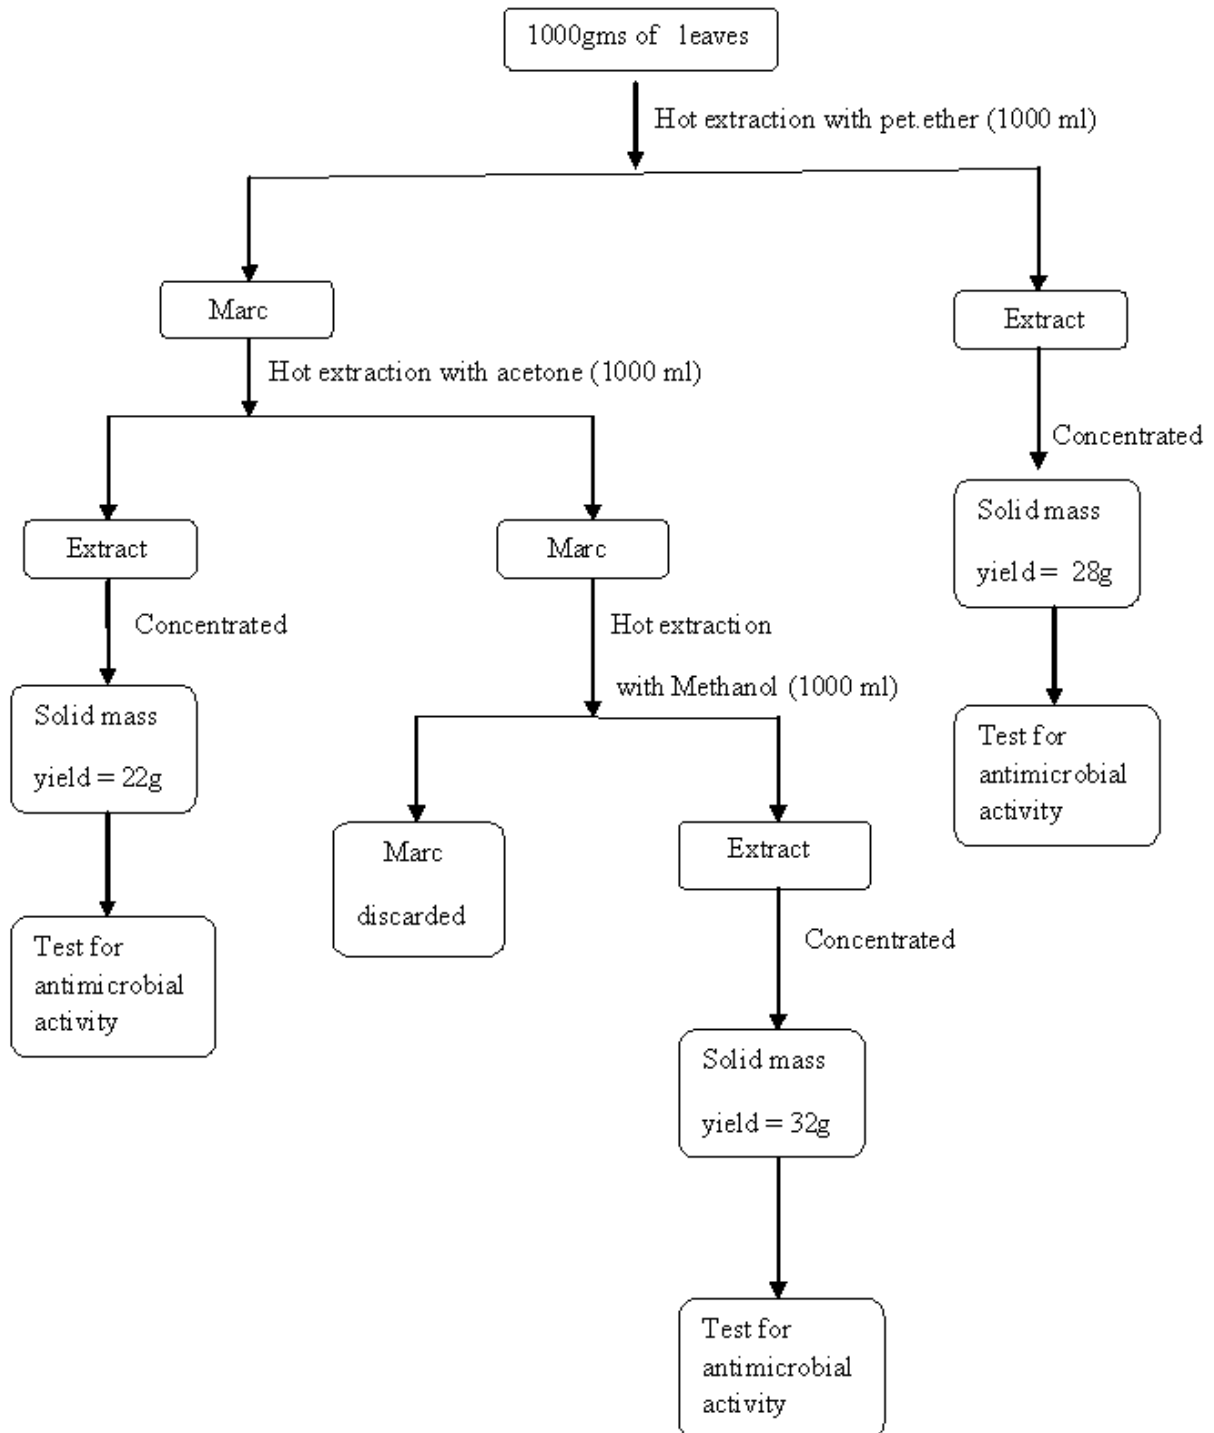 1000gms of leaves
Hot extraction with pet.ether (1000 ml)
Marc
Extract
Hot extraction with acetone (1000 ml)
Concentrated
Extract
Marc
Solid mass
yield = 28g
Concentrated
Hot extraction
with Methanol (1000 ml)
Solid mass
yield = 22g
Test for
antimicrobial
activity
Marc
discarded
Extract
Concentrated
Test for
antimicrobial
activity
Solid mass
yield = 32g
Test for
antimicrobial
activity